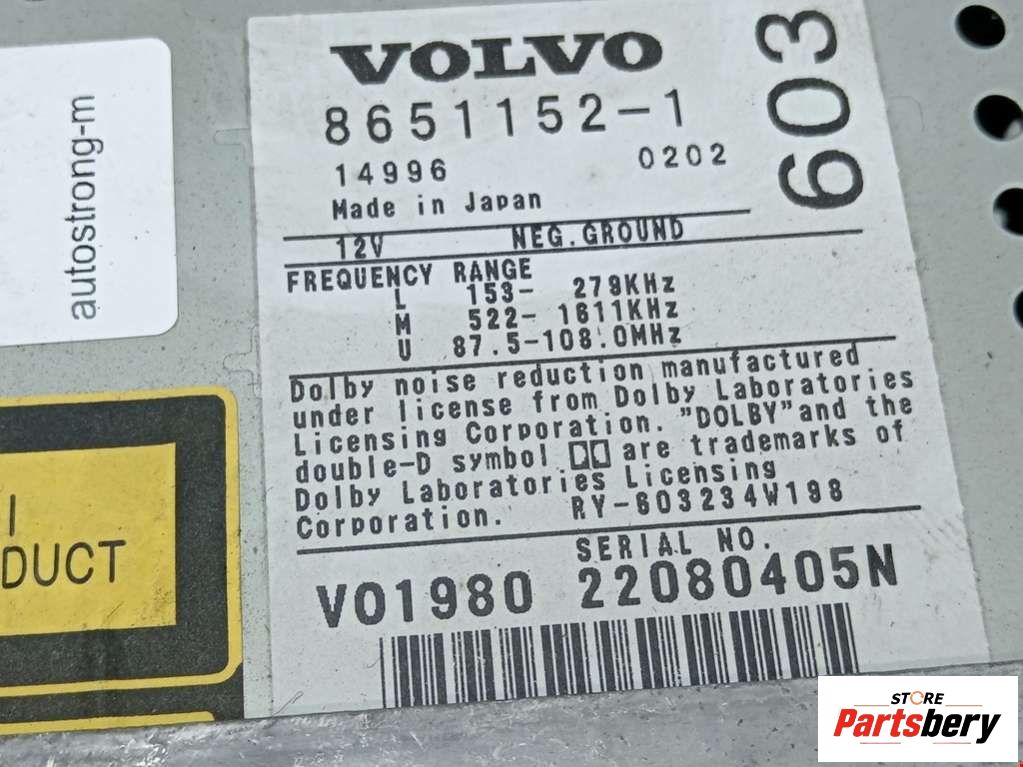 VOLVO
8651152-1
603
14996 0202
Made in Japan
12V NEG.GROUND
FREQUENCY RANGE
L 153- 279KHz
M 522- 1611KHz
U 87.5-108.0MHz
Dolby noise reduction manufactured
under license from Dolby Laboratories
Licensing Corporation. "DOLBY" and the
double-D symbol are trademarks of
Dolby Laboratories Licensing
Corporation. RY-603234W198
SERIAL NO.
V01980 22080405N
autostrong-m
DUCT
STORE
Partsbery